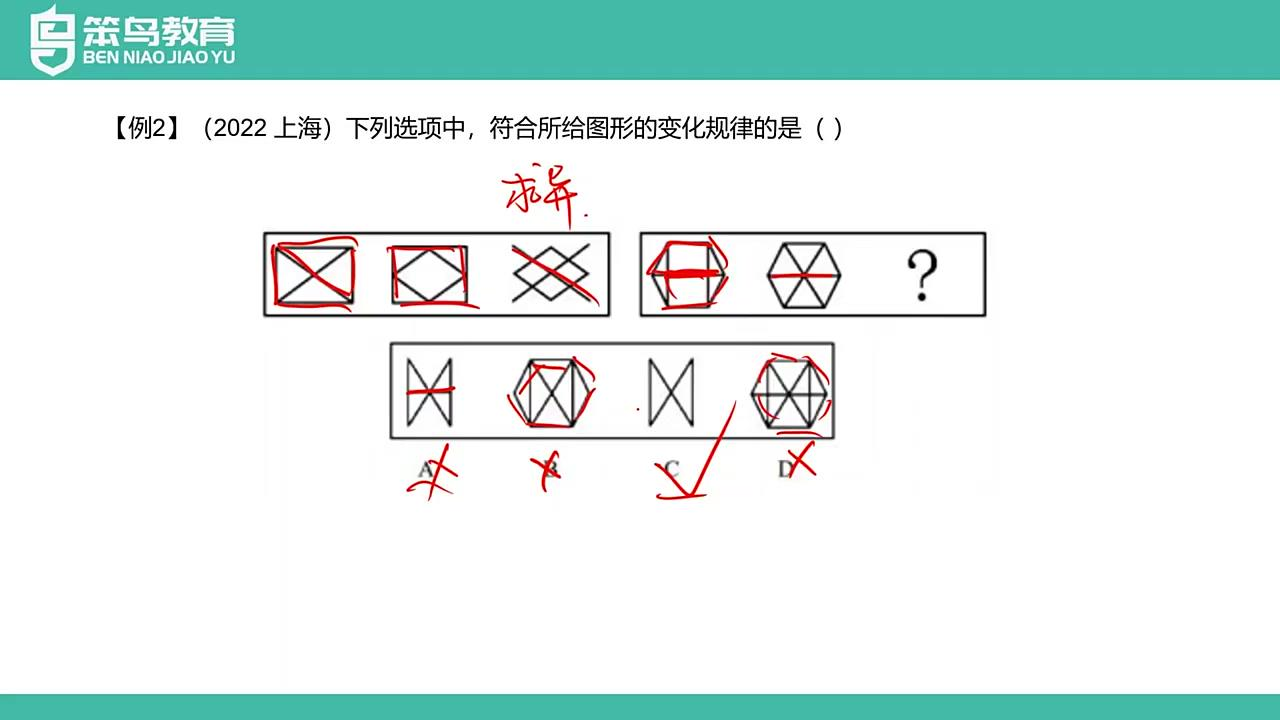 笨鸟教育
BEN NIAO JIAO YU
【例2】（2022 上海）下列选项中，符合所给图形的变化规律的是（ ）
求异.
?
A B C D